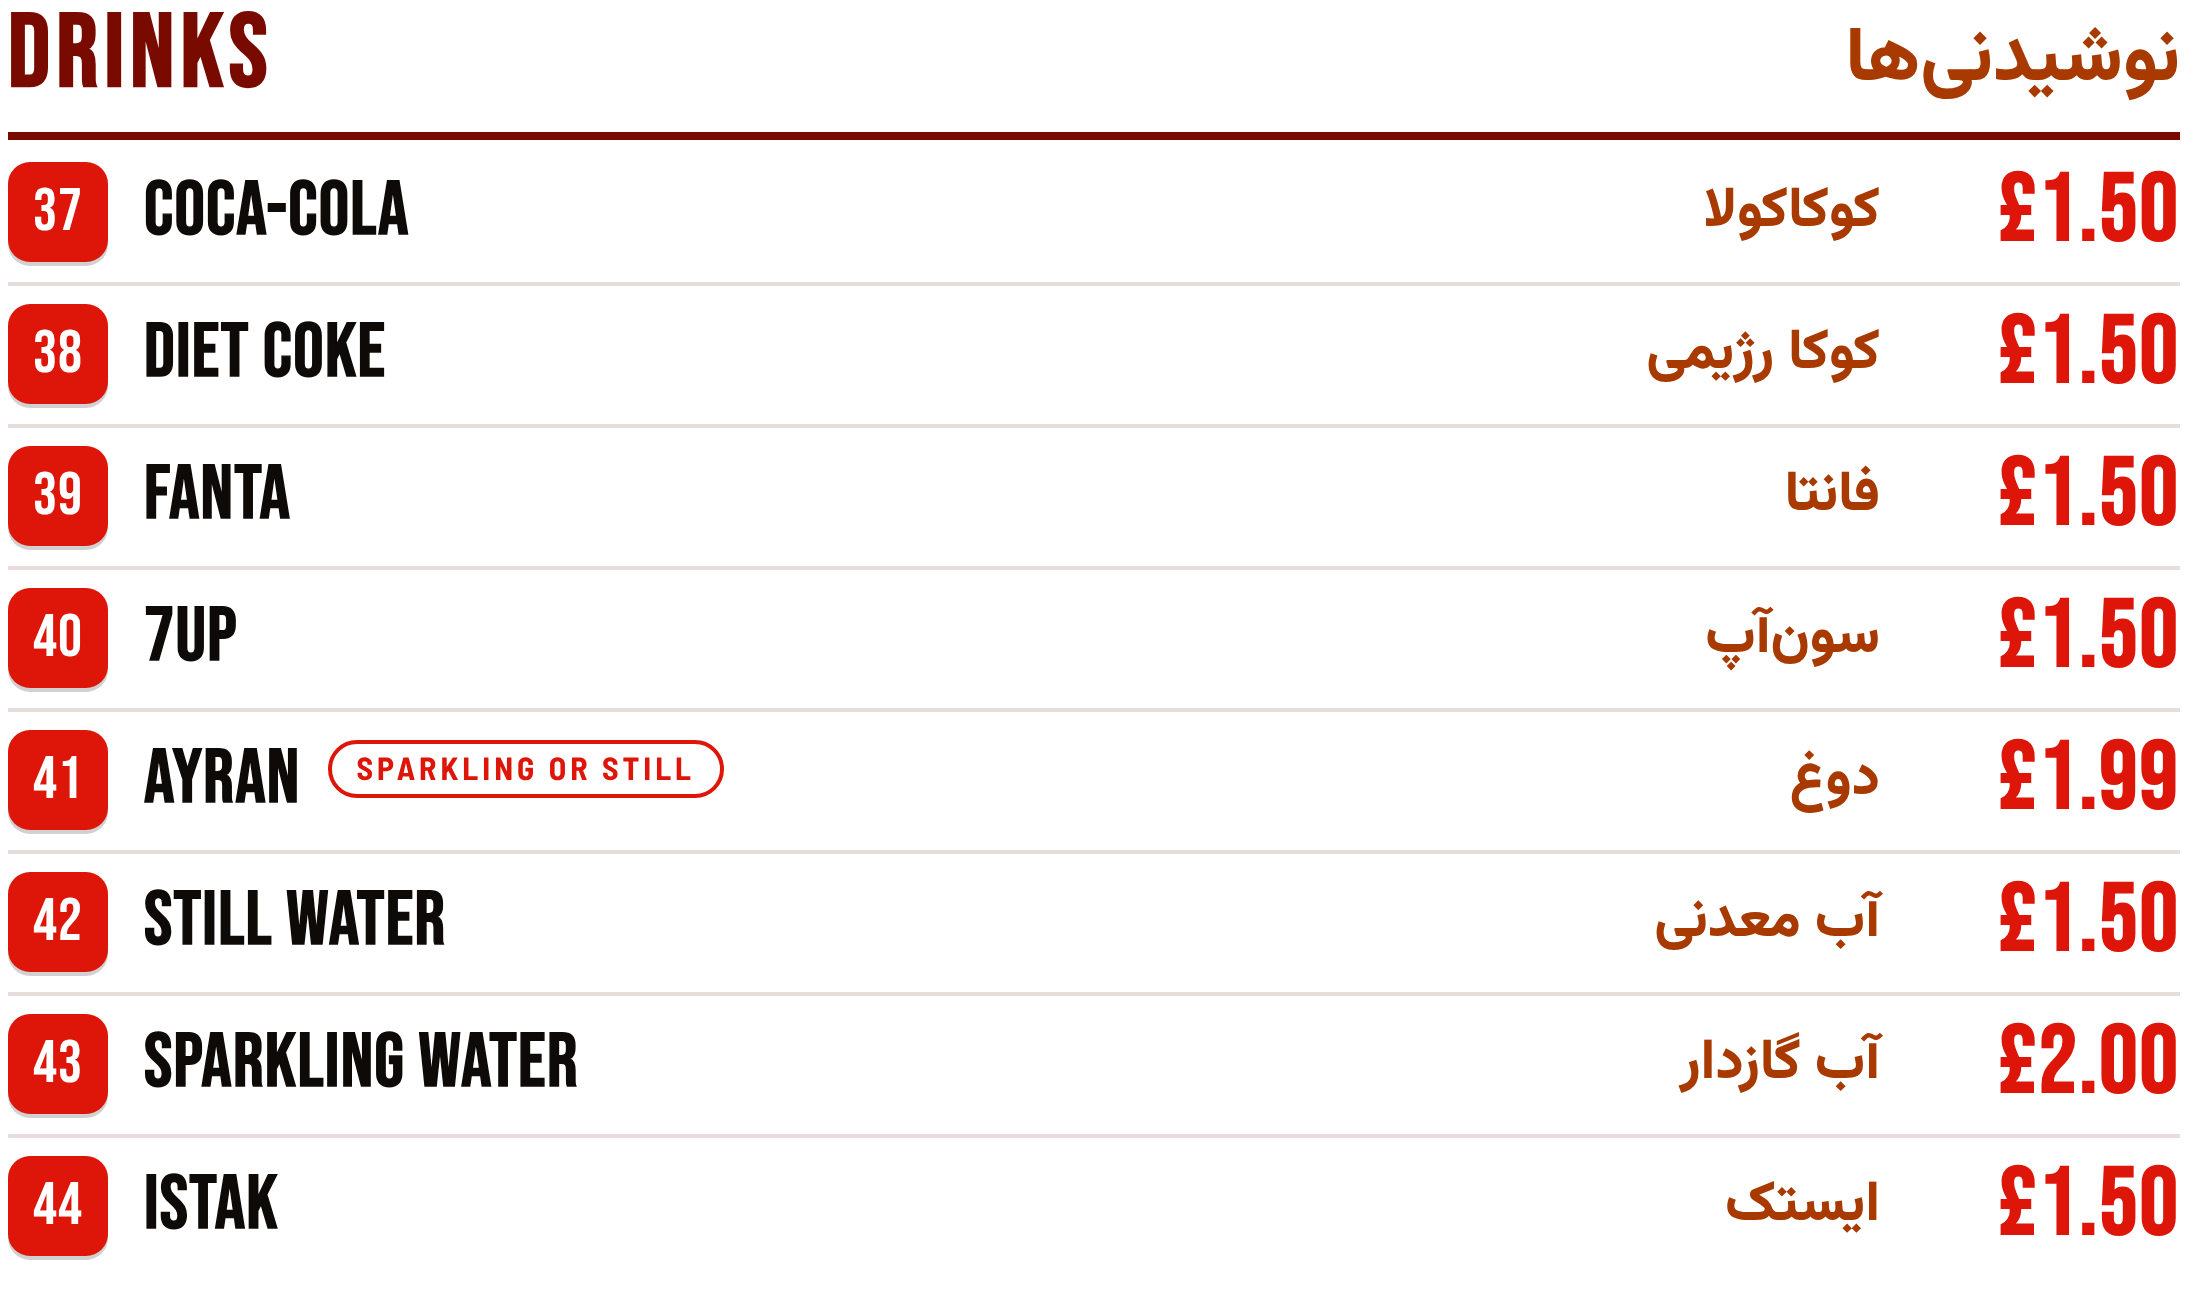 DRINKS نوشیدنی‌ها
37 COCA-COLA کوکاکولا £1.50
38 DIET COKE کوکا رژیمی £1.50
39 FANTA فانتا £1.50
40 7UP سون‌آپ £1.50
41 AYRAN SPARKLING OR STILL دوغ £1.99
42 STILL WATER آب معدنی £1.50
43 SPARKLING WATER آب گازدار £2.00
44 ISTAK ایستک £1.50